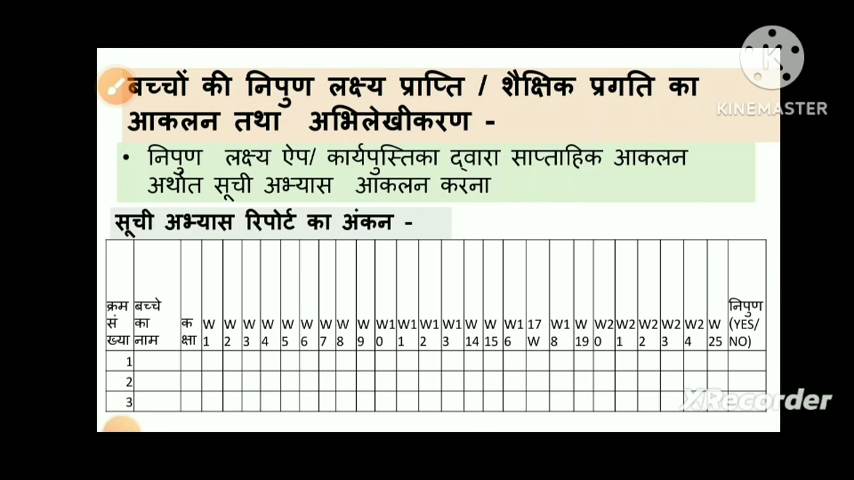 बच्चों की निपुण लक्ष्य प्राप्ति / शैक्षिक प्रगति का
आकलन तथा अभिलेखीकरण -
KINEMASTER
• निपुण लक्ष्य ऐप/ कार्यपुस्तिका द्वारा साप्ताहिक आकलन
अर्थात सूची अभ्यास आकलन करना
सूची अभ्यास रिपोर्ट का अंकन -
क्रम संख्या बच्चे का नाम कक्षा W1 W2 W3 W4 W5 W6 W7 W8 W9 W10 W11 W12 W13 W14 W15 W16 17W W18 W19 W20 W21 W22 W23 W24 W25 निपुण (YES/NO)
1
2
3
XRecorder